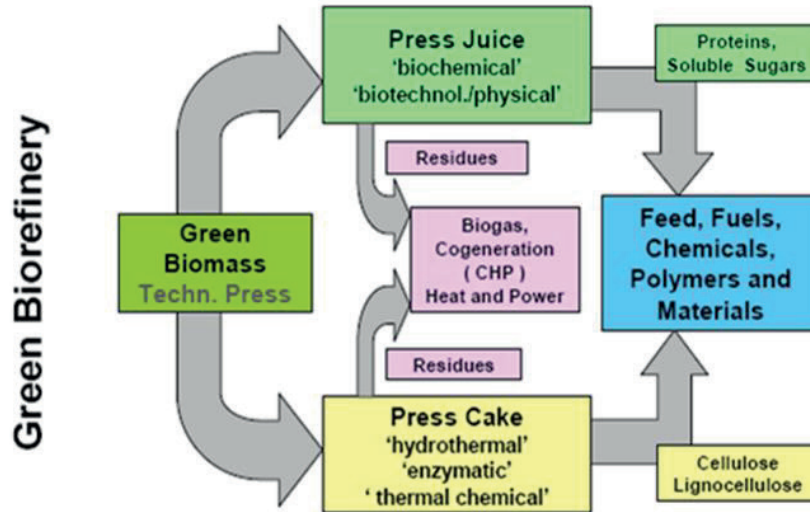 Green Biorefinery
Press Juice
‘biochemical’
‘biotechnol./physical’
Proteins,
Soluble Sugars
Residues
Green
Biomass
Techn. Press
Biogas,
Cogeneration
( CHP )
Heat and Power
Feed, Fuels,
Chemicals,
Polymers and
Materials
Residues
Press Cake
‘hydrothermal’
‘enzymatic’
‘ thermal chemical’
Cellulose
Lignocellulose